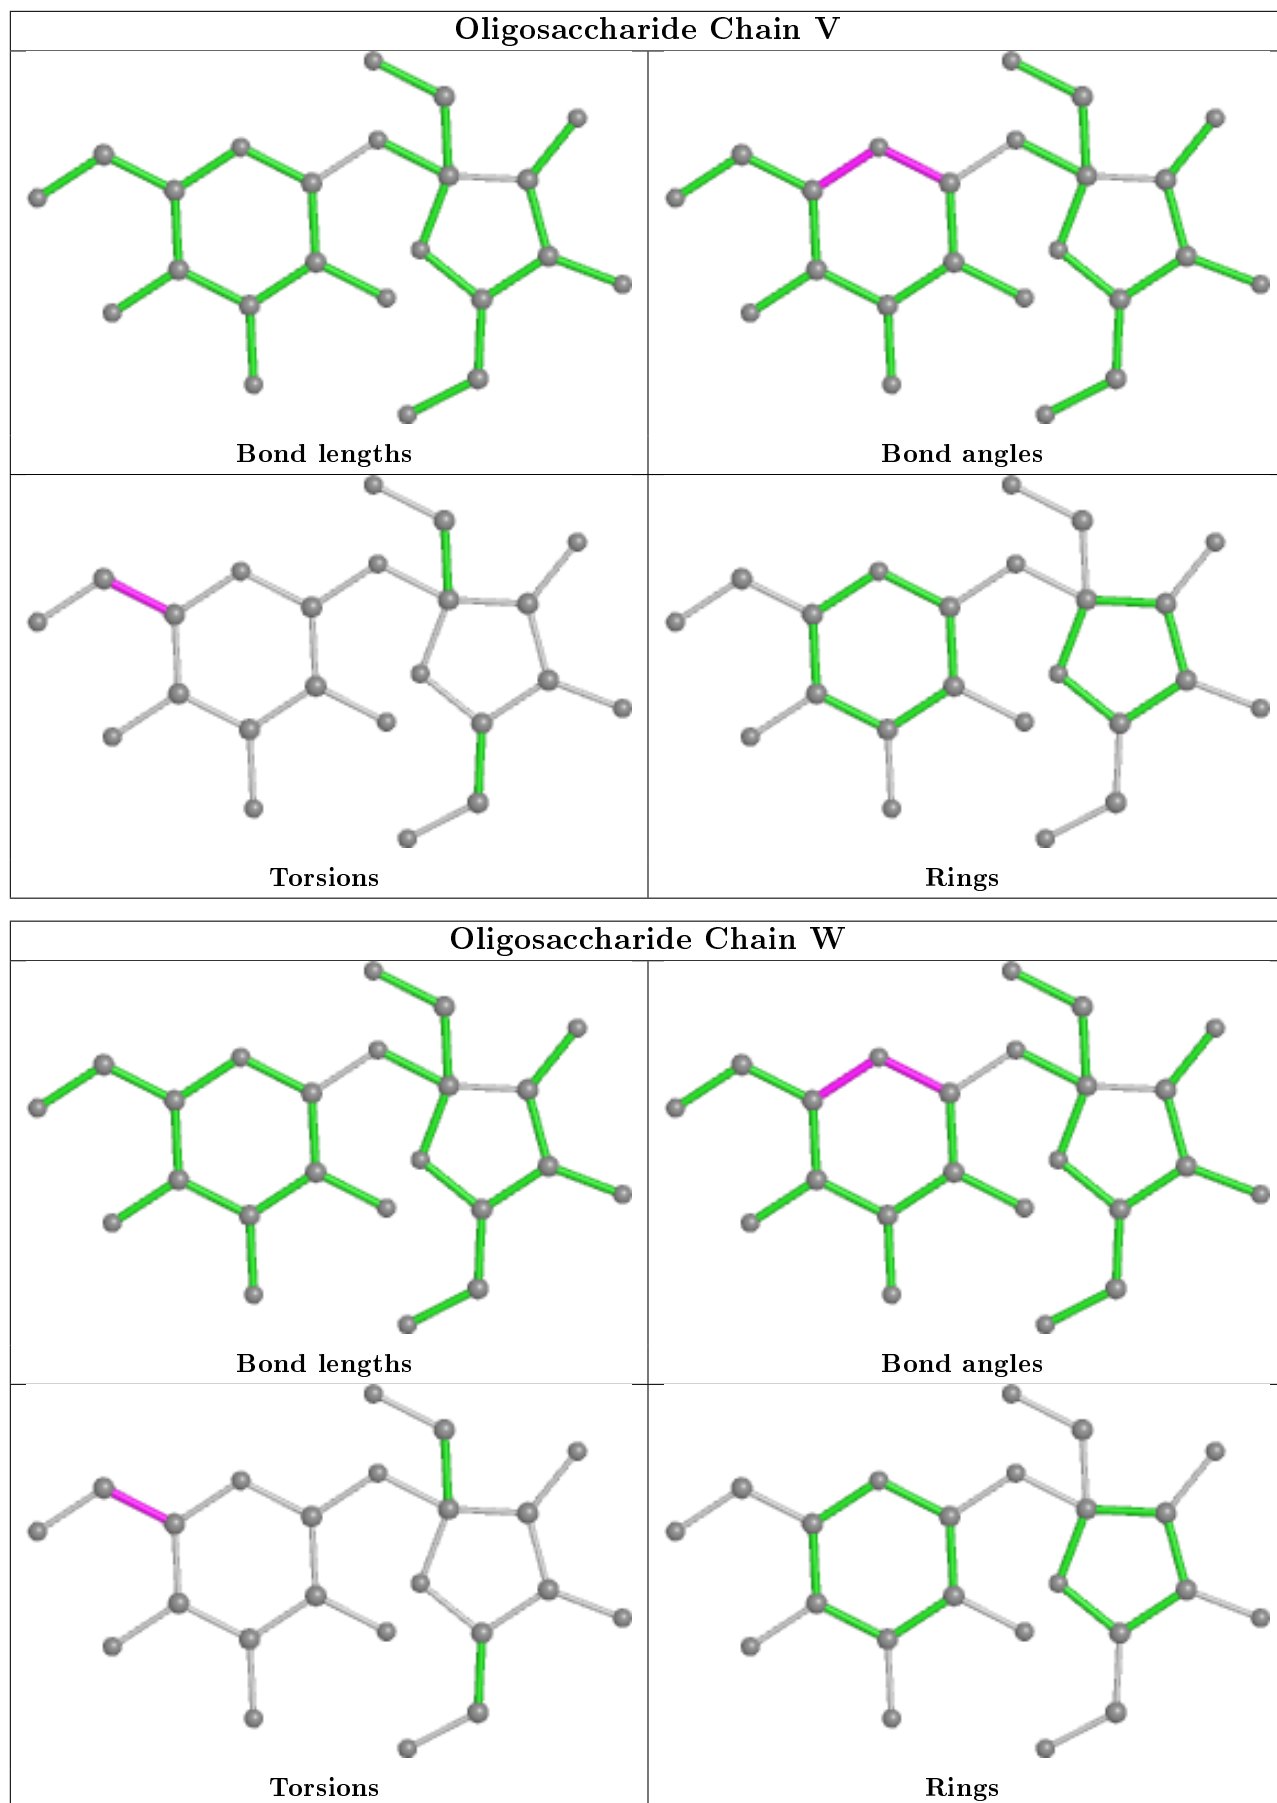 Oligosaccharide Chain V
Bond lengths
Bond angles
Torsions
Rings
Oligosaccharide Chain W
Bond lengths
Bond angles
Torsions
Rings